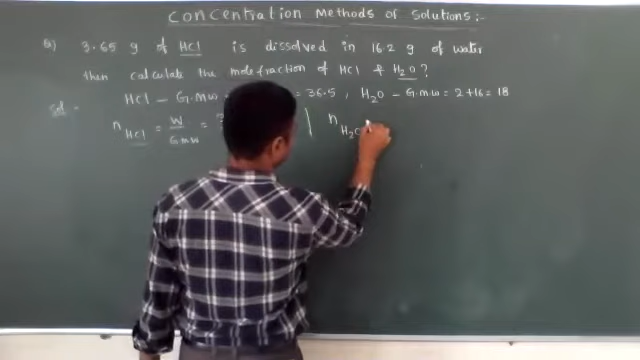 Concentration Methods of Solutions:-
Q) 3.65 g of HCl is dissolved in 16.2 g of water
then calculate the molefraction of HCl & H2O?
Sol:- HCl - G.M.W = 36.5, H2O - G.M.W = 2+16 = 18
n HCl = W/GMW = n H2O